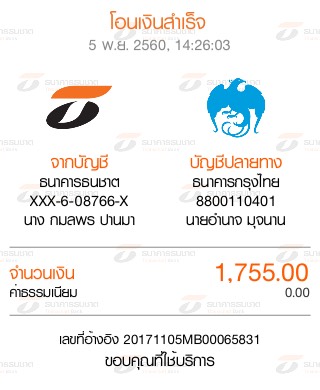 โอนเงินสำเร็จ
5 พ.ย. 2560, 14:26:03
จากบัญชี
ธนาคารธนชาต
XXX-6-08766-X
นาง กมลพร ปานมา
บัญชีปลายทาง
ธนาคารกรุงไทย
8800110401
นายอำนาจ มุจนาน
จำนวนเงิน 1,755.00
ค่าธรรมเนียม 0.00
เลขที่อ้างอิง 20171105MB00065831
ขอบคุณที่ใช้บริการ